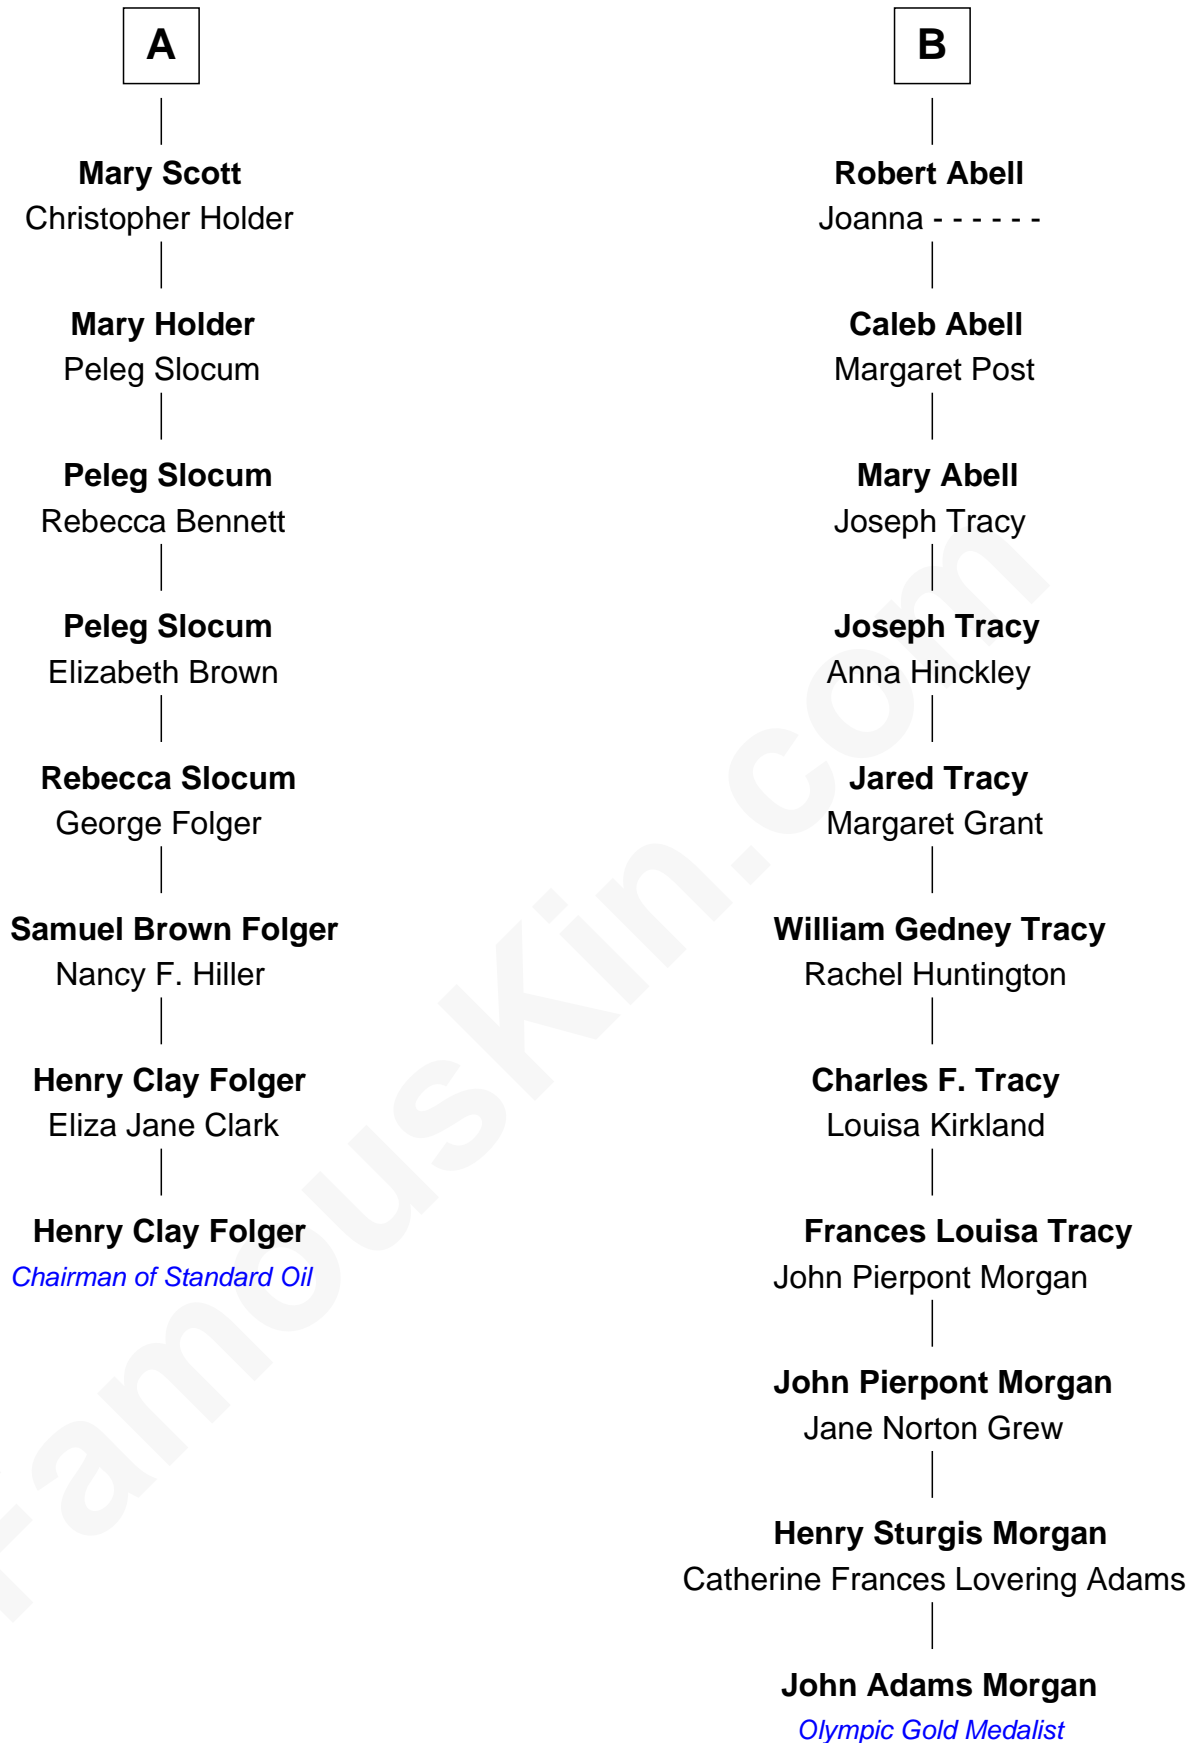 A
Mary Scott
Christopher Holder
Mary Holder
Peleg Slocum
Peleg Slocum
Rebecca Bennett
Peleg Slocum
Elizabeth Brown
Rebecca Slocum
George Folger
Samuel Brown Folger
Nancy F. Hiller
Henry Clay Folger
Eliza Jane Clark
Henry Clay Folger
Chairman of Standard Oil
B
Robert Abell
Joanna - - - - - -
Caleb Abell
Margaret Post
Mary Abell
Joseph Tracy
Joseph Tracy
Anna Hinckley
Jared Tracy
Margaret Grant
William Gedney Tracy
Rachel Huntington
Charles F. Tracy
Louisa Kirkland
Frances Louisa Tracy
John Pierpont Morgan
John Pierpont Morgan
Jane Norton Grew
Henry Sturgis Morgan
Catherine Frances Lovering Adams
John Adams Morgan
Olympic Gold Medalist
FamousKin.com